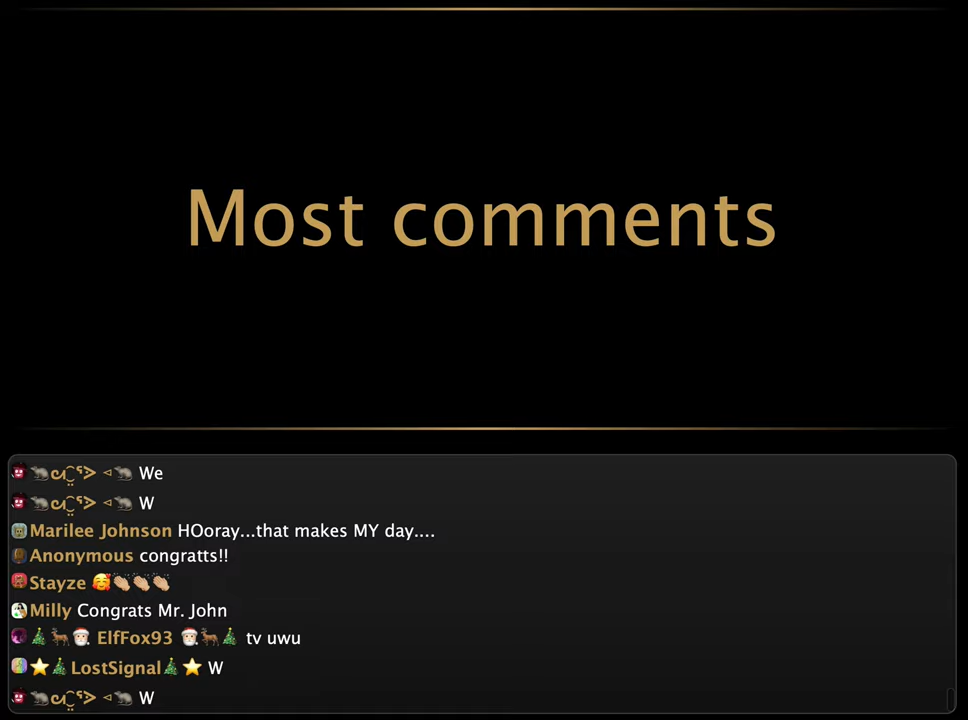 Most comments
🐀ᓚᘏᗢ 🐀 We
🐀 🐀 W
Marilee Johnson HOoray...that makes MY day....
Anonymous congratts!!
Stayze 🥰👏🏼👏🏼👏🏼
Milly Congrats Mr. John
🎄🦌🎅🏻 ElfFox93 🎅🏻🦌🎄 tv uwu
⭐🎄LostSignal🎄⭐ W
🐀 🐀 W